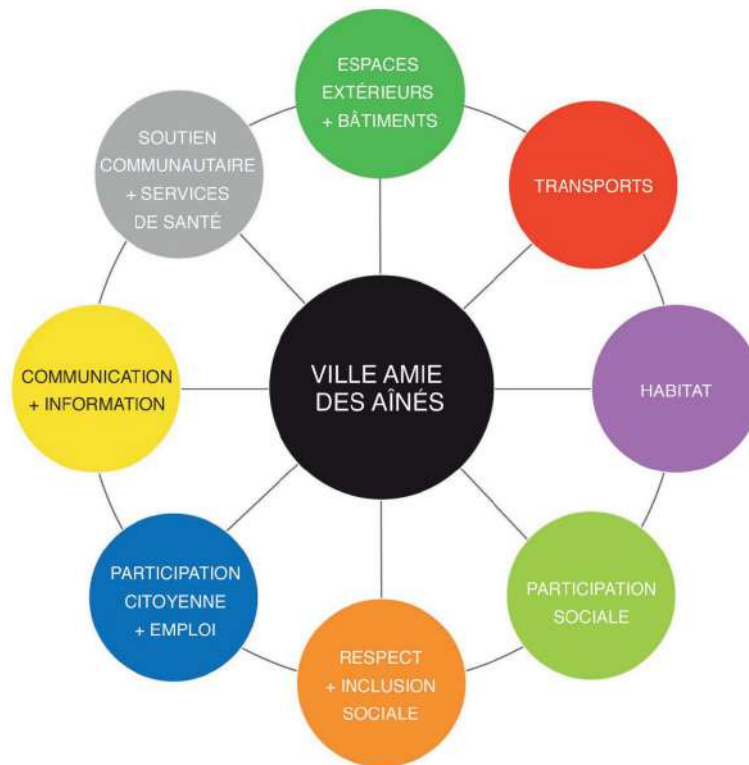 ESPACES
EXTÉRIEURS
+ BÂTIMENTS
TRANSPORTS
HABITAT
PARTICIPATION
SOCIALE
RESPECT
+ INCLUSION
SOCIALE
PARTICIPATION
CITOYENNE
+ EMPLOI
COMMUNICATION
+ INFORMATION
SOUTIEN
COMMUNAUTAIRE
+ SERVICES
DE SANTÉ
VILLE AMIE
DES AÎNÉS